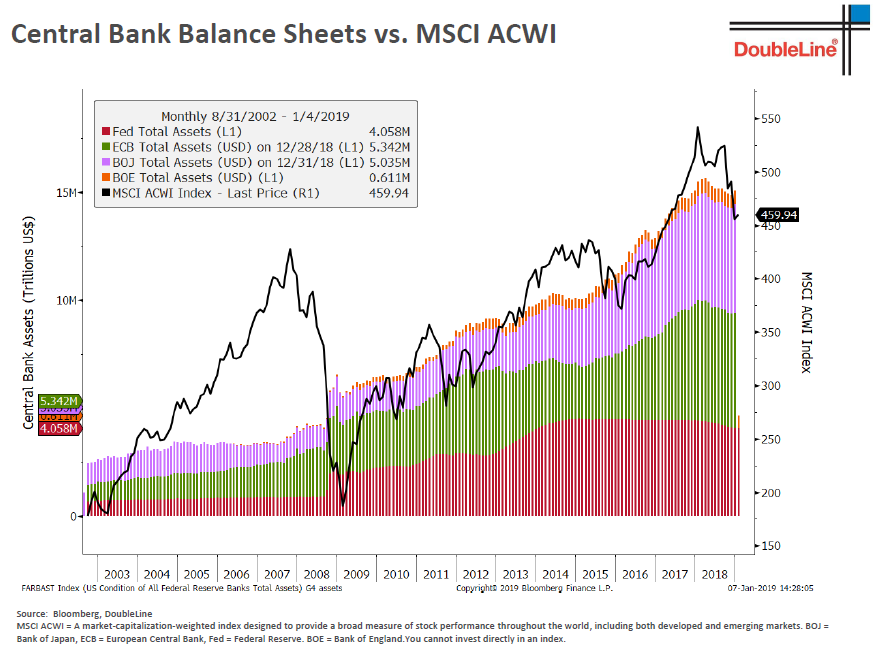 Central Bank Balance Sheets vs. MSCI ACWI
DoubleLine®
Monthly 8/31/2002 - 1/4/2019
Fed Total Assets (L1) 4.058M
ECB Total Assets (USD) on 12/28/18 (L1) 5.342M
BOJ Total Assets (USD) on 12/31/18 (L1) 5.035M
BOE Total Assets (USD) (L1) 0.611M
MSCI ACWI Index - Last Price (R1) 459.94
Central Bank Assets (Trillions US$)
15M
10M
5.342M
4.058M
0
550
500
459.94
450
400
350
300
250
200
150
MSCI ACWI Index
2003 2004 2005 2006 2007 2008 2009 2010 2011 2012 2013 2014 2015 2016 2017 2018
FARBAST Index (US Condition of All Federal Reserve Banks Total Assets) G4 assets Copyright© 2019 Bloomberg Finance L.P. 07-Jan-2019 14:28:05
Source: Bloomberg, DoubleLine
MSCI ACWI = A market-capitalization-weighted index designed to provide a broad measure of stock performance throughout the world, including both developed and emerging markets. BOJ =
Bank of Japan, ECB = European Central Bank, Fed = Federal Reserve. BOE = Bank of England.You cannot invest directly in an index.